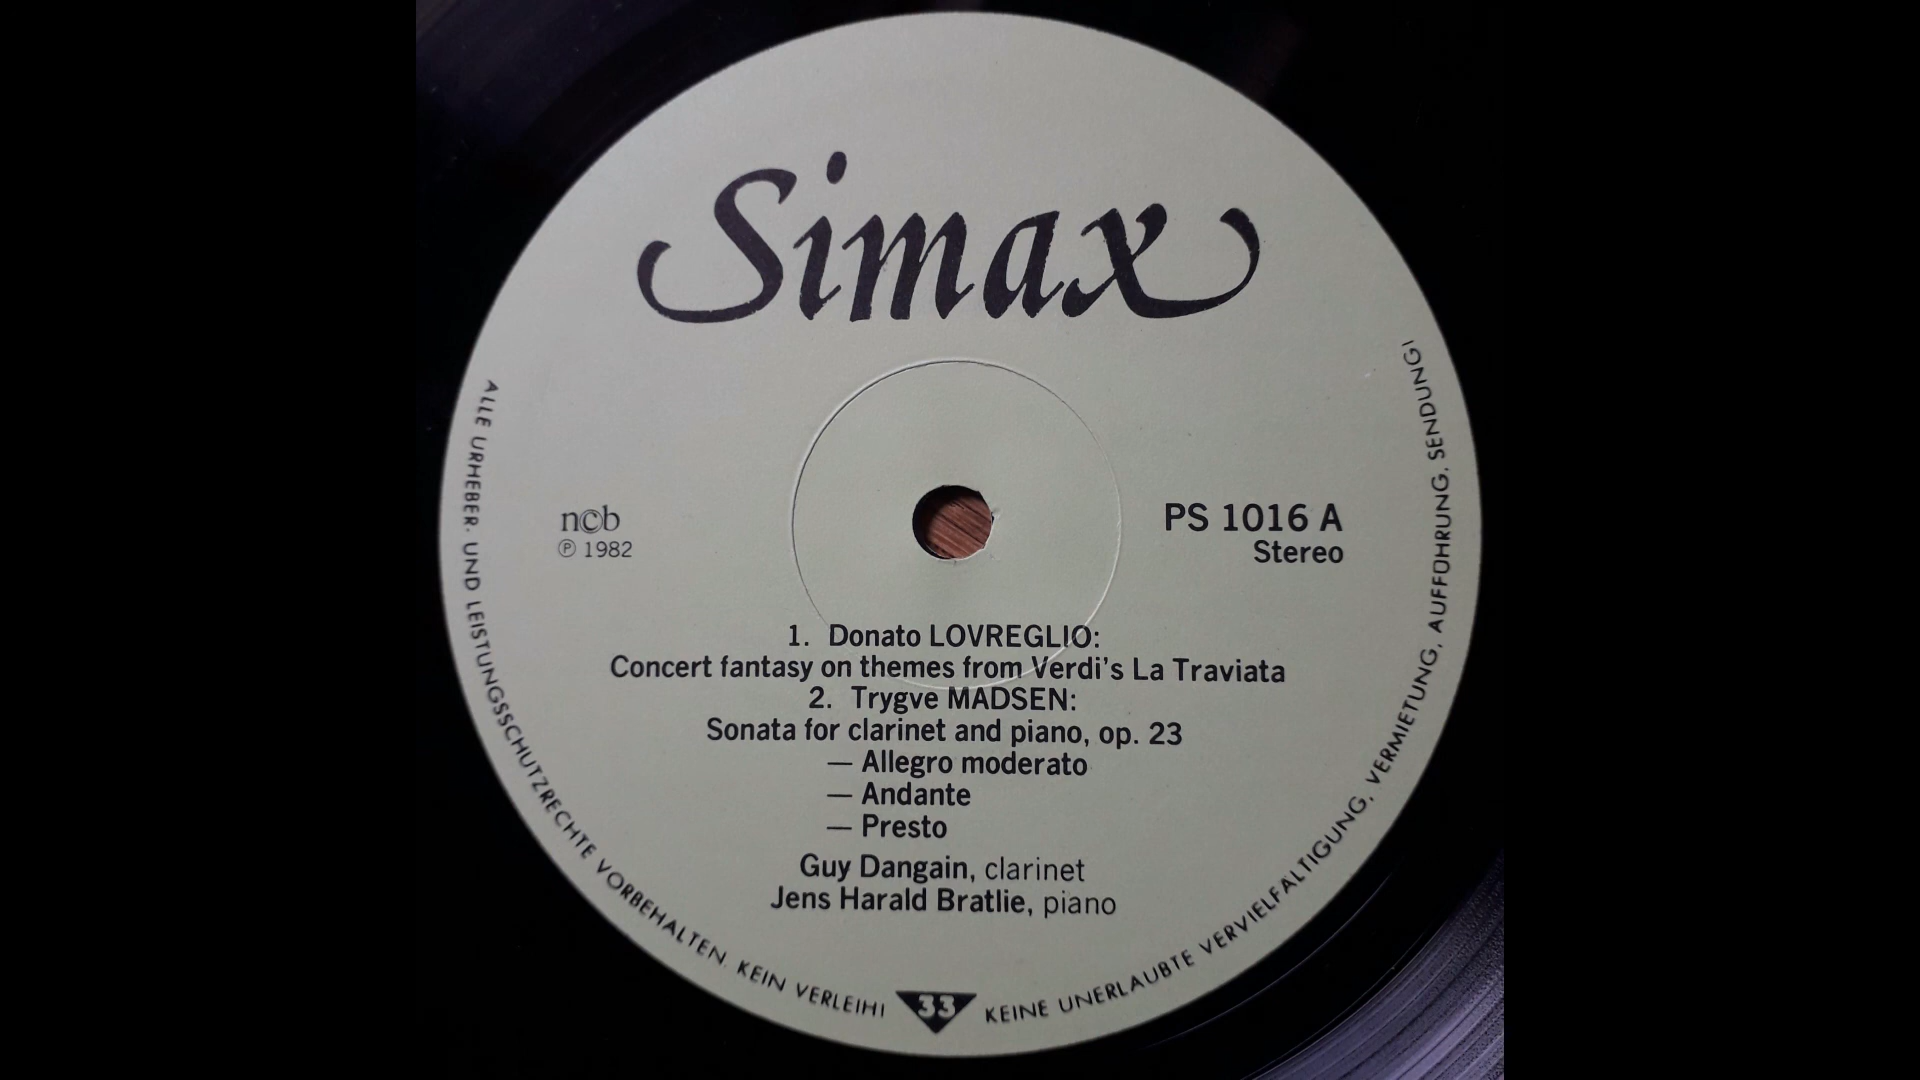 Simax
ncb
℗ 1982
PS 1016 A
Stereo
1. Donato LOVREGLIO:
Concert fantasy on themes from Verdi's La Traviata
2. Trygve MADSEN:
Sonata for clarinet and piano, op. 23
— Allegro moderato
— Andante
— Presto
Guy Dangain, clarinet
Jens Harald Bratlie, piano
ALLE URHEBER. UND LEISTUNGSSCHUTZRECHTE VORBEHALTEN. KEIN VERLEIH!
33
KEINE UNERLAUBTE VERVIELFÄLTIGUNG, VERMIETUNG, AUFFÜHRUNG, SENDUNG!